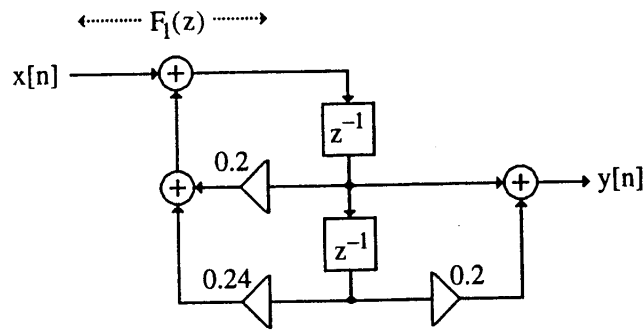 F₁(z)
x[n]
+
z⁻¹
0.2
+
+
y[n]
z⁻¹
0.24
0.2